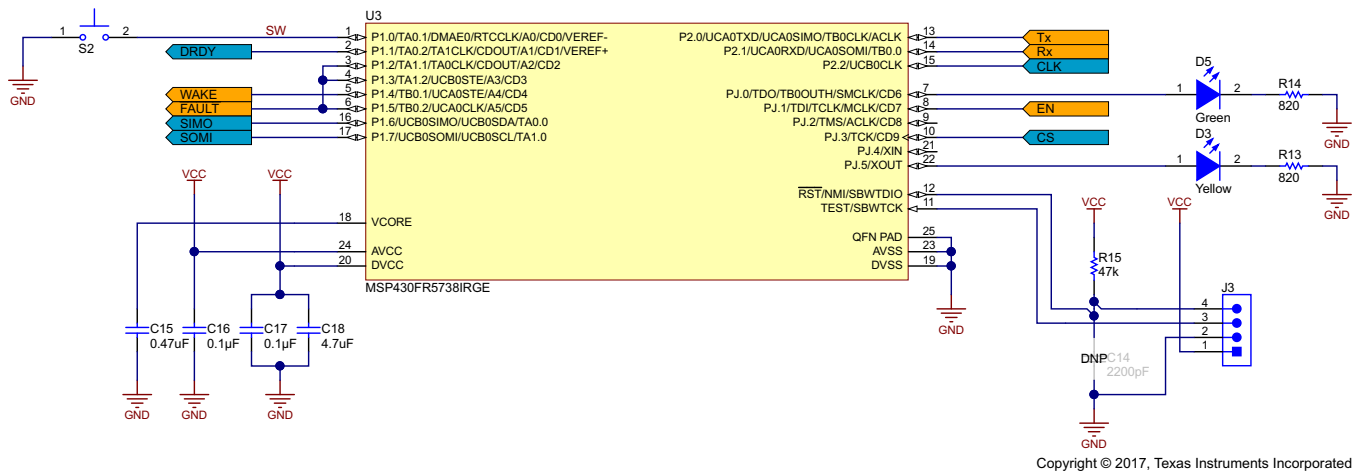 U3
1 2
S2
SW
GND
DRDY
WAKE
FAULT
SIMO
SOMI
1 P1.0/TA0.1/DMAE0/RTCCLK/A0/CD0/VEREF-
2 P1.1/TA0.2/TA1CLK/CDOUT/A1/CD1/VEREF+
3 P1.2/TA1.1/TA0CLK/CDOUT/A2/CD2
4 P1.3/TA1.2/UCB0STE/A3/CD3
5 P1.4/TB0.1/UCA0STE/A4/CD4
6 P1.5/TB0.2/UCA0CLK/A5/CD5
16 P1.6/UCB0SIMO/UCB0SDA/TA0.0
17 P1.7/UCB0SOMI/UCB0SCL/TA1.0
18 VCORE
24 AVCC
20 DVCC
P2.0/UCA0TXD/UCA0SIMO/TB0CLK/ACLK 13
P2.1/UCA0RXD/UCA0SOMI/TB0.0 14
P2.2/UCB0CLK 15
PJ.0/TDO/TB0OUTH/SMCLK/CD6 7
PJ.1/TDI/TCLK/MCLK/CD7 8
PJ.2/TMS/ACLK/CD8 9
PJ.3/TCK/CD9 10
PJ.4/XIN 21
PJ.5/XOUT 22
RST/NMI/SBWTDIO 12
TEST/SBWTCK 11
QFN PAD 25
AVSS 23
DVSS 19
MSP430FR5738IRGE
Tx
Rx
CLK
EN
CS
D5
1 2
Green
R14
820
GND
D3
1 2
Yellow
R13
820
GND
VCC VCC
C15
0.47uF
C16
0.1µF
C17
0.1µF
C18
4.7uF
GND GND GND
GND
VCC VCC
R15
47k
J3
4
3
2
1
DNP C14
2200pF
GND
Copyright © 2017, Texas Instruments Incorporated